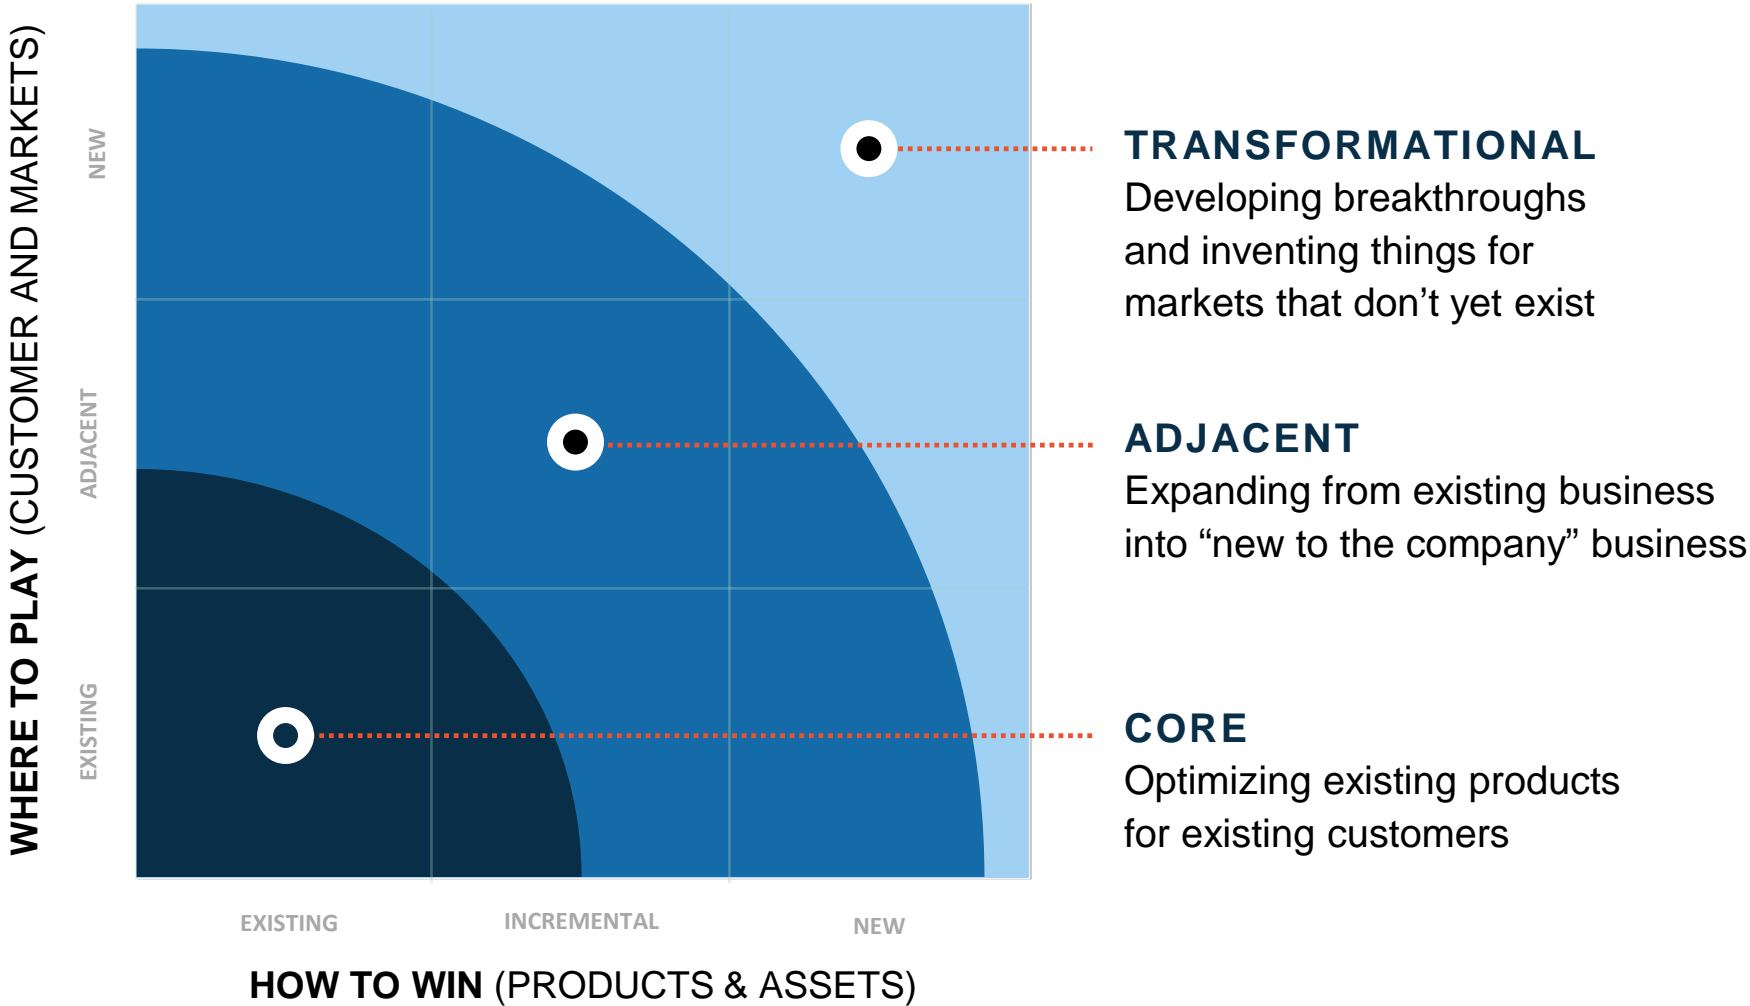 WHERE TO PLAY (CUSTOMER AND MARKETS)
NEW
ADJACENT
EXISTING
TRANSFORMATIONAL
Developing breakthroughs
and inventing things for
markets that don’t yet exist
ADJACENT
Expanding from existing business
into “new to the company” business
CORE
Optimizing existing products
for existing customers
EXISTING
INCREMENTAL
NEW
HOW TO WIN (PRODUCTS & ASSETS)